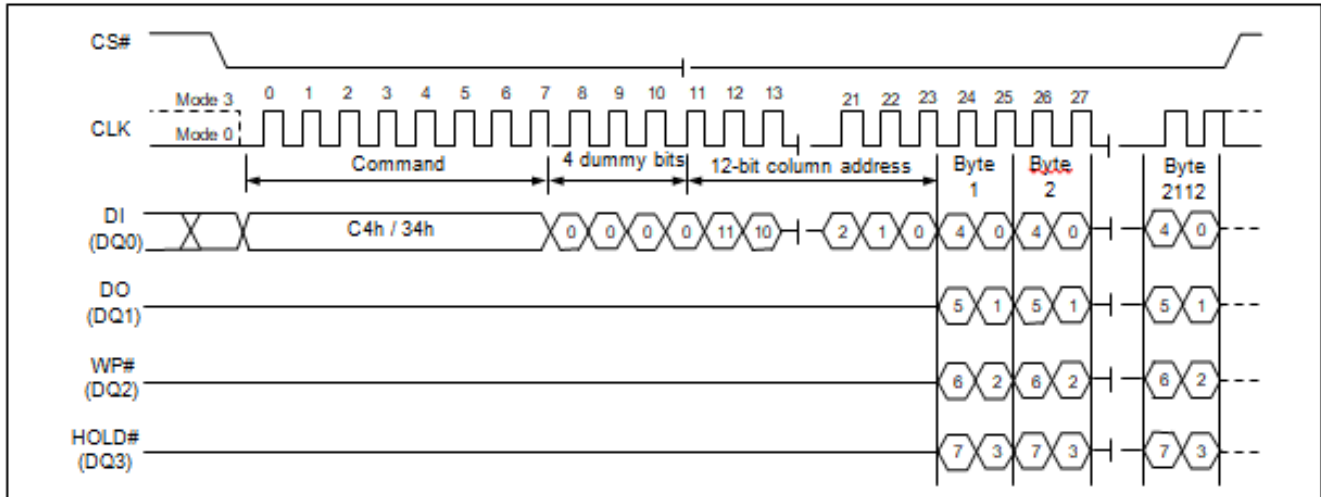 CS#
Mode 3 0 1 2 3 4 5 6 7 8 9 10 11 12 13 21 22 23 24 25 26 27
CLK
Mode 0
Command 4 dummy bits 12-bit column address Byte 1 Byte 2 Byte 2112
DI (DQ0) C4h / 34h 0 0 0 0 11 10 2 1 0 4 0 4 0 4 0
DO (DQ1) 5 1 5 1 5 1
WP# (DQ2) 6 2 6 2 6 2
HOLD# (DQ3) 7 3 7 3 7 3